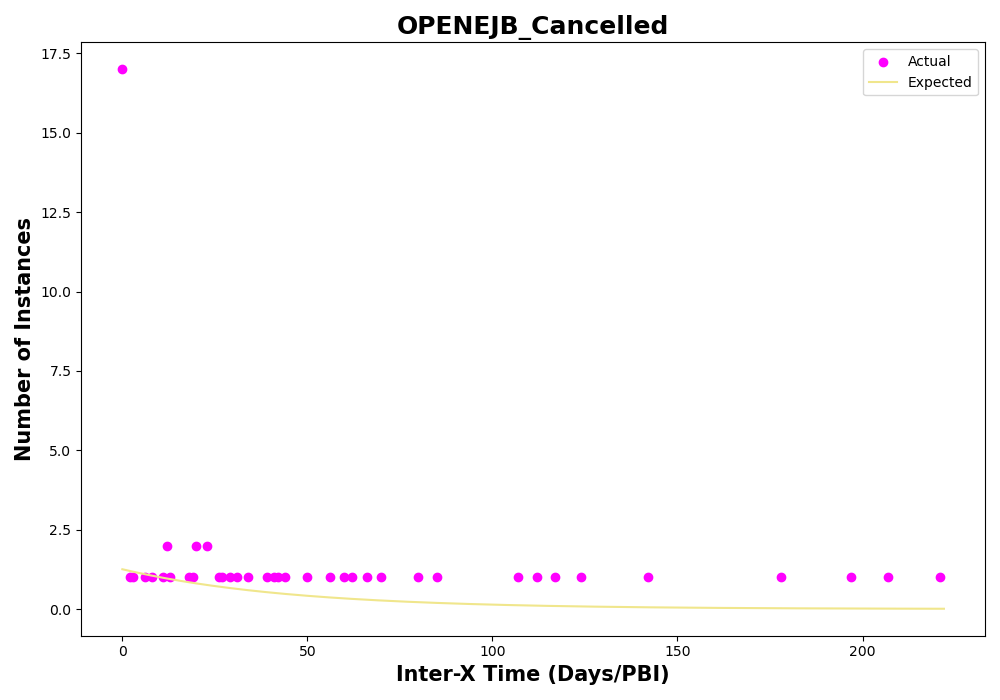 OPENEJB_Cancelled
17.5
15.0
12.5
10.0
7.5
5.0
2.5
0.0
Number of Instances
Actual
Expected
0
50
100
150
200
Inter-X Time (Days/PBI)